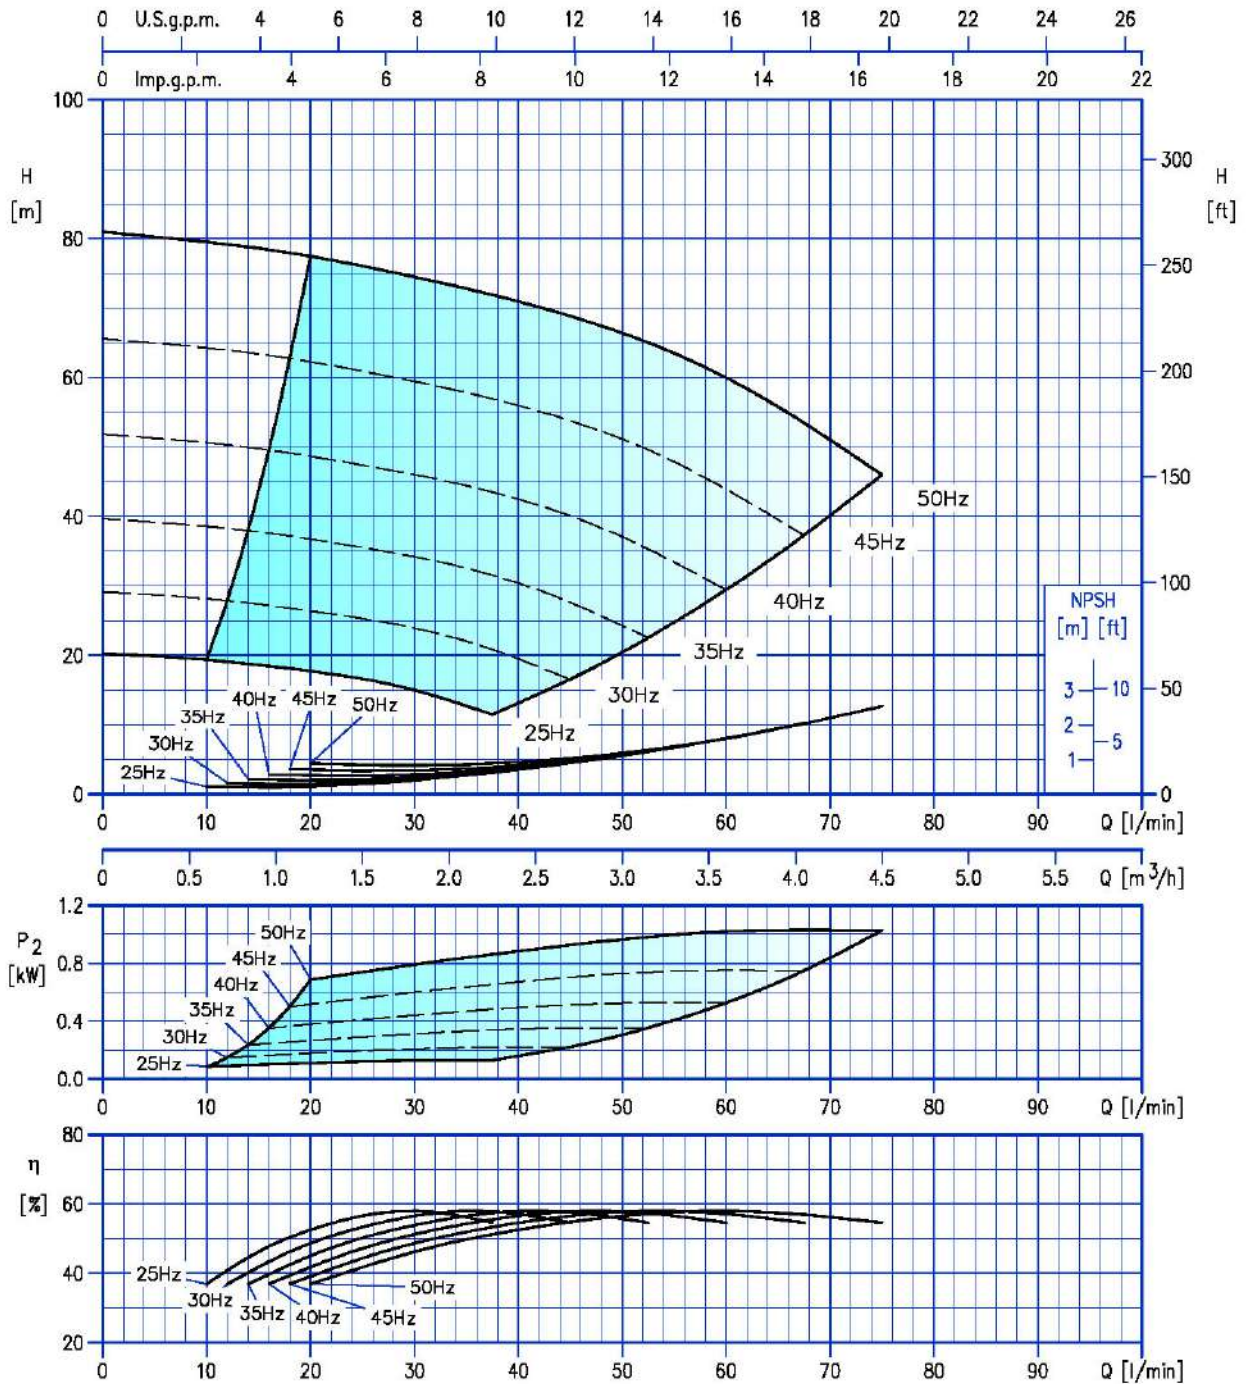 0 U.S.g.p.m. 4 6 8 10 12 14 16 18 20 22 24 26
0 Imp.g.p.m. 4 6 8 10 12 14 16 18 20 22
100
300
H
[m]
H
[ft]
80
250
60
200
150
40
50Hz
45Hz
40Hz
100
NPSH
[m] [ft]
35Hz
20
30Hz
3 10
50
40Hz 45Hz 50Hz
35Hz
25Hz
2
30Hz
5
1
25Hz
0 0
0 10 20 30 40 50 60 70 80 90 Q [l/min]
0 0.5 1.0 1.5 2.0 2.5 3.0 3.5 4.0 4.5 5.0 5.5 Q [m³/h]
1.2
P2
[kW]
50Hz
45Hz
0.8
40Hz
35Hz
0.4
30Hz
25Hz
0.0
0 10 20 30 40 50 60 70 80 90 Q [l/min]
80
η
[%]
60
40
25Hz
30Hz
35Hz
40Hz
45Hz
50Hz
20
0 10 20 30 40 50 60 70 80 90 Q [l/min]